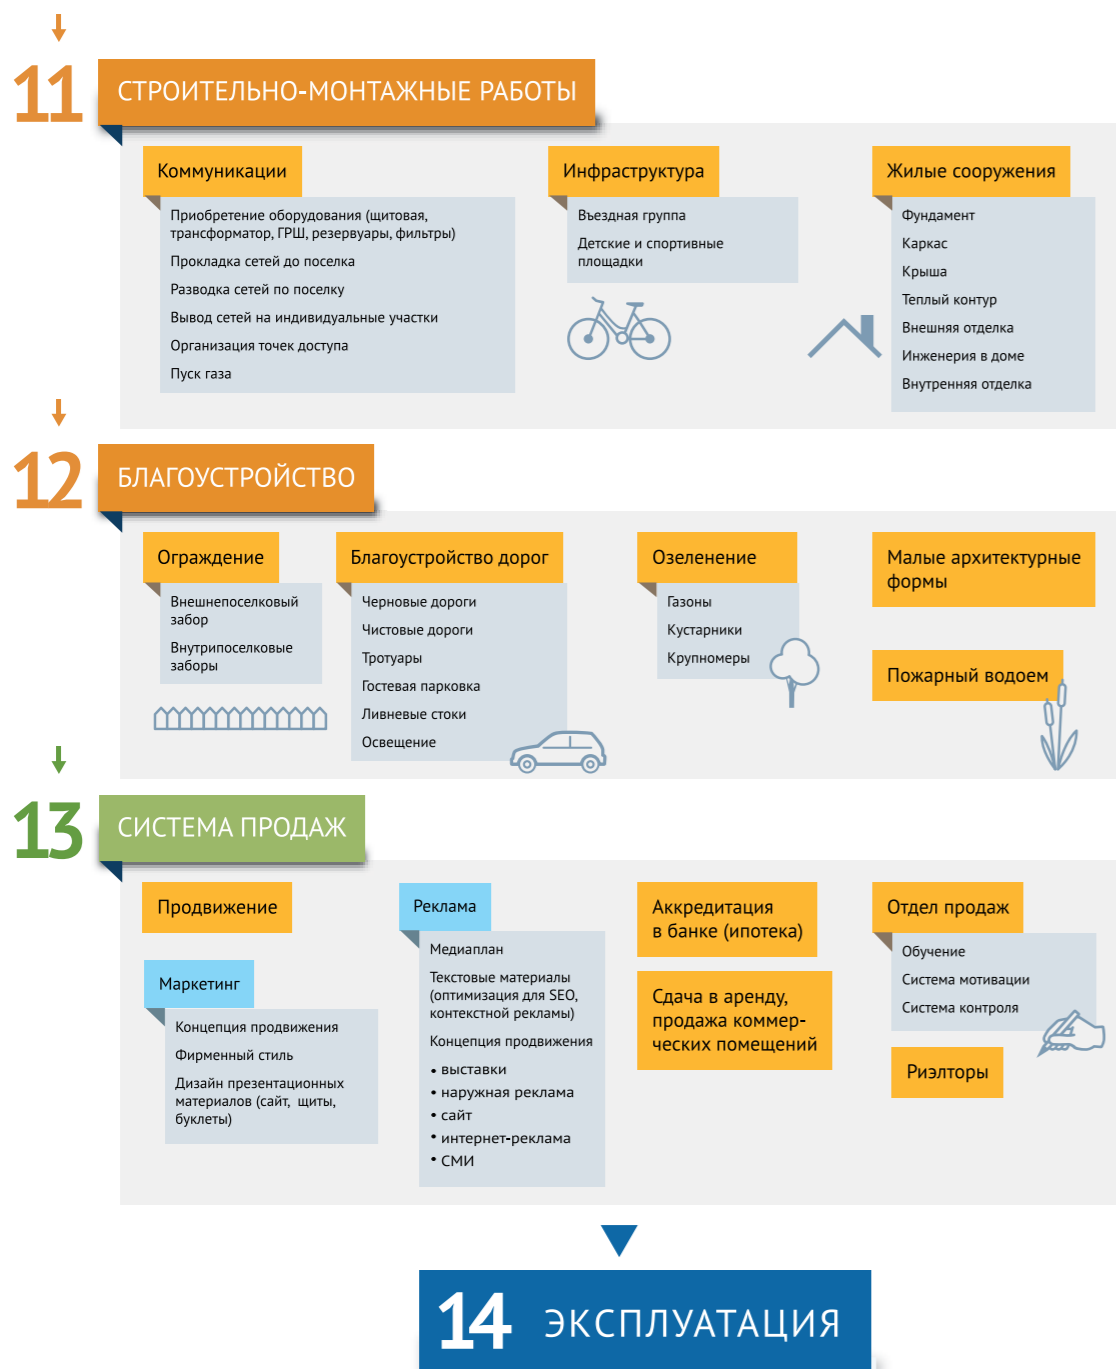 11
СТРОИТЕЛЬНО-МОНТАЖНЫЕ РАБОТЫ
Коммуникации
Приобретение оборудования (щитовая,
трансформатор, ГРШ, резервуары, фильтры)
Прокладка сетей до поселка
Разводка сетей по поселку
Вывод сетей на индивидуальные участки
Организация точек доступа
Пуск газа
Инфраструктура
Въездная группа
Детские и спортивные
площадки
Жилые сооружения
Фундамент
Каркас
Крыша
Теплый контур
Внешняя отделка
Инженерия в доме
Внутренняя отделка
12
БЛАГОУСТРОЙСТВО
Ограждение
Внешнепоселковый
забор
Внутрипоселковые
заборы
Благоустройство дорог
Черновые дороги
Чистовые дороги
Тротуары
Гостевая парковка
Ливневые стоки
Освещение
Озеленение
Газоны
Кустарники
Крупномеры
Малые архитектурные
формы
Пожарный водоем
13
СИСТЕМА ПРОДАЖ
Продвижение
Маркетинг
Концепция продвижения
Фирменный стиль
Дизайн презентационных
материалов (сайт, щиты,
буклеты)
Реклама
Медиаплан
Текстовые материалы
(оптимизация для SEO,
контекстной рекламы)
Концепция продвижения
• выставки
• наружная реклама
• сайт
• интернет-реклама
• СМИ
Аккредитация
в банке (ипотека)
Сдача в аренду,
продажа коммер-
ческих помещений
Отдел продаж
Обучение
Система мотивации
Система контроля
Риэлторы
14 ЭКСПЛУАТАЦИЯ